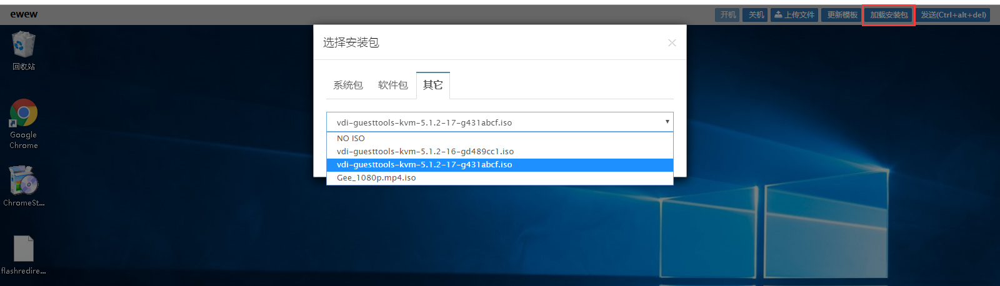 ewew
开机 关机 上传文件 更新模板 加载安装包 发送(Ctrl+alt+del)
回收站
Google
Chrome
ChromeSt...
flashredire...
选择安装包
系统包 软件包 其它
vdi-guesttools-kvm-5.1.2-17-g431abcf.iso
NO ISO
vdi-guesttools-kvm-5.1.2-16-gd489cc1.iso
vdi-guesttools-kvm-5.1.2-17-g431abcf.iso
Gee_1080p.mp4.iso